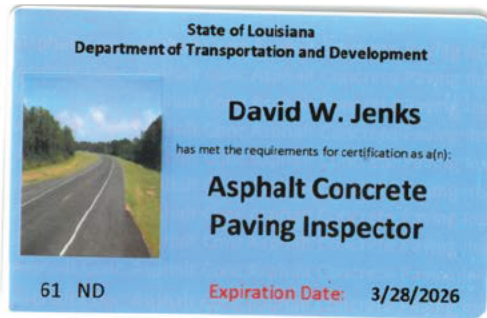 State of Louisiana
Department of Transportation and Development
David W. Jenks
has met the requirements for certification as a(n):
Asphalt Concrete
Paving Inspector
61 ND
Expiration Date: 3/28/2026